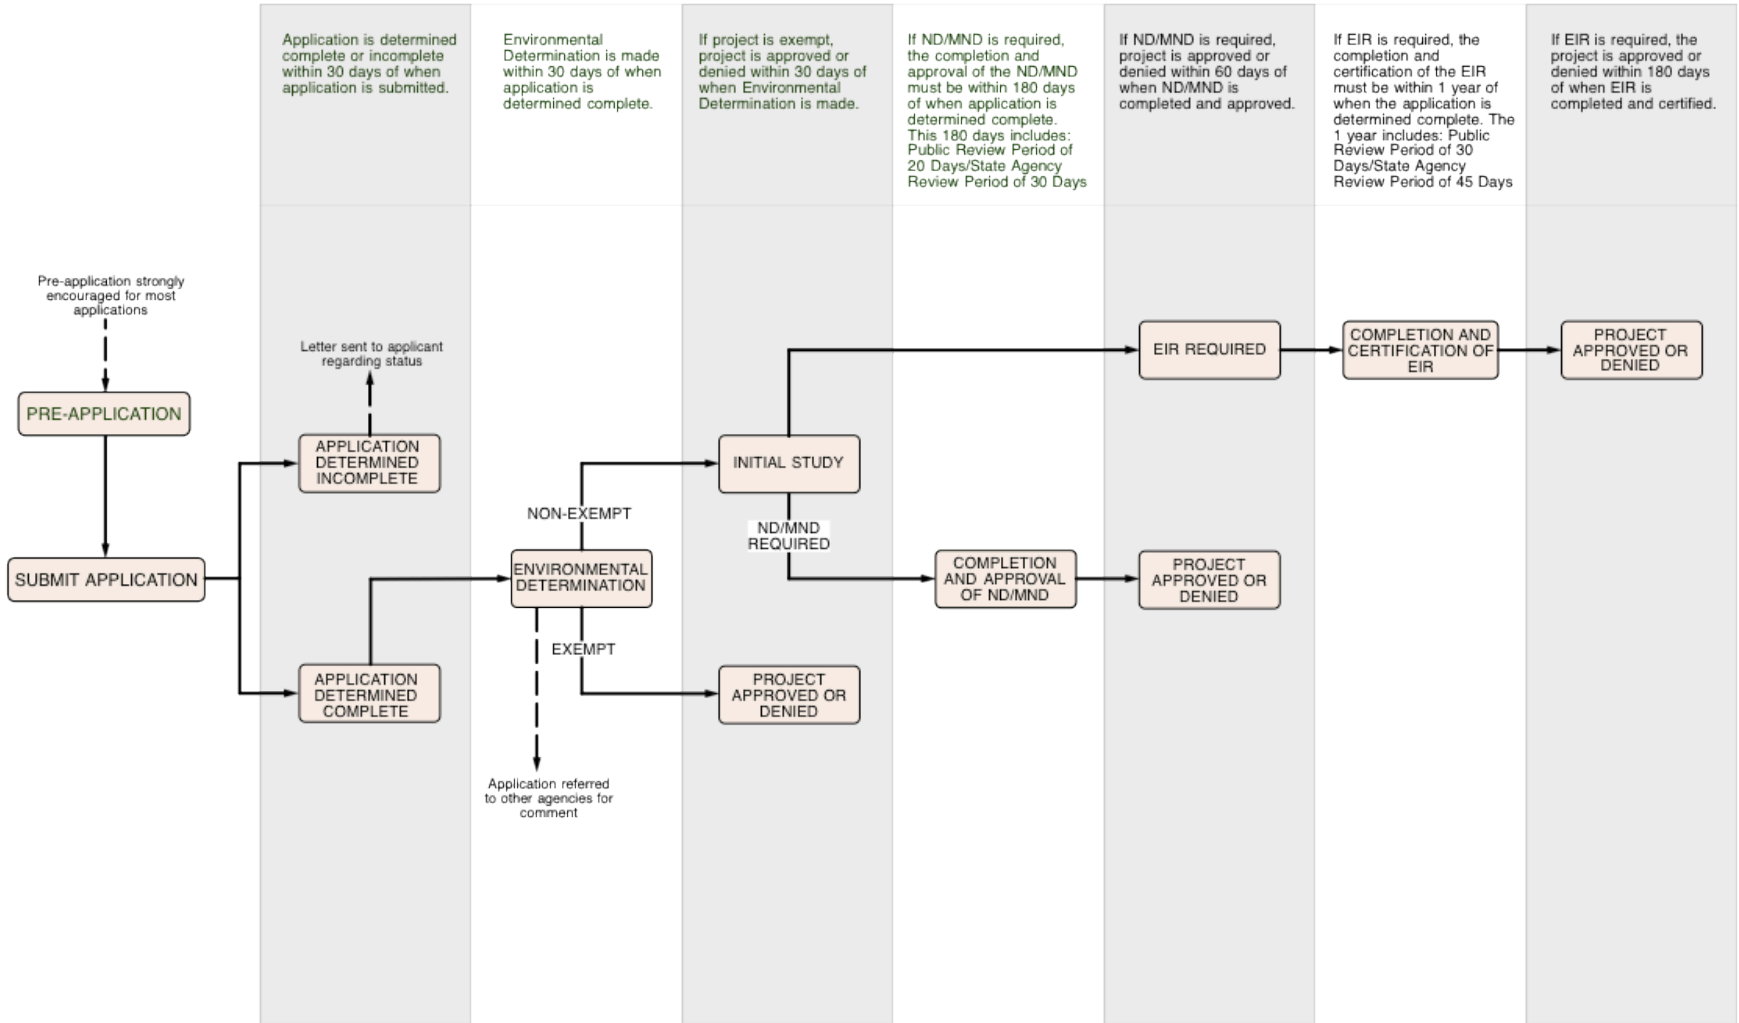 Application is determined
complete or incomplete
within 30 days of when
application is submitted.
Environmental
Determination is made
within 30 days of when
application is
determined complete.
If project is exempt,
project is approved or
denied within 30 days of
when Environmental
Determination is made.
If ND/MND is required,
the completion and
approval of the ND/MND
must be within 180 days
of when application is
determined complete.
This 180 days includes:
Public Review Period of
20 Days/State Agency
Review Period of 30 Days
If ND/MND is required,
project is approved or
denied within 60 days of
when ND/MND is
completed and approved.
If EIR is required, the
completion and
certification of the EIR
must be within 1 year of
when the application is
determined complete. The
1 year includes: Public
Review Period of 30
Days/State Agency
Review Period of 45 Days
If EIR is required, the
project is approved or
denied within 180 days
of when EIR is
completed and certified.
Pre-application strongly
encouraged for most
applications
PRE-APPLICATION
SUBMIT APPLICATION
Letter sent to applicant
regarding status
APPLICATION
DETERMINED
INCOMPLETE
APPLICATION
DETERMINED
COMPLETE
NON-EXEMPT
ENVIRONMENTAL
DETERMINATION
EXEMPT
Application referred
to other agencies for
comment
INITIAL STUDY
ND/MND
REQUIRED
PROJECT
APPROVED OR
DENIED
COMPLETION
AND APPROVAL
OF ND/MND
PROJECT
APPROVED OR
DENIED
EIR REQUIRED
COMPLETION AND
CERTIFICATION OF
EIR
PROJECT
APPROVED OR
DENIED